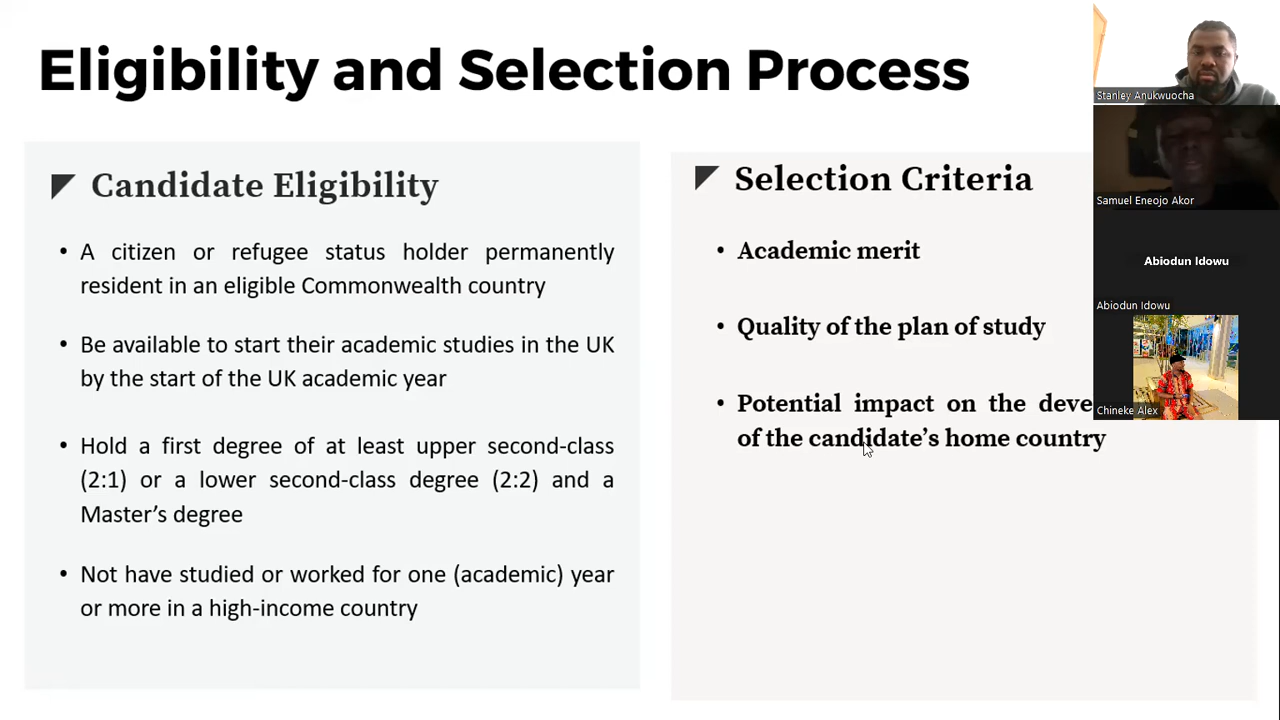 Eligibility and Selection Process
Candidate Eligibility
• A citizen or refugee status holder permanently
resident in an eligible Commonwealth country
• Be available to start their academic studies in the UK
by the start of the UK academic year
• Hold a first degree of at least upper second-class
(2:1) or a lower second-class degree (2:2) and a
Master’s degree
• Not have studied or worked for one (academic) year
or more in a high-income country
Selection Criteria
• Academic merit
• Quality of the plan of study
• Potential impact on the deve
of the candidate’s home country
Stanley Anukwuocha
Samuel Eneojo Akor
Abiodun Idowu
Abiodun Idowu
Chineke Alex